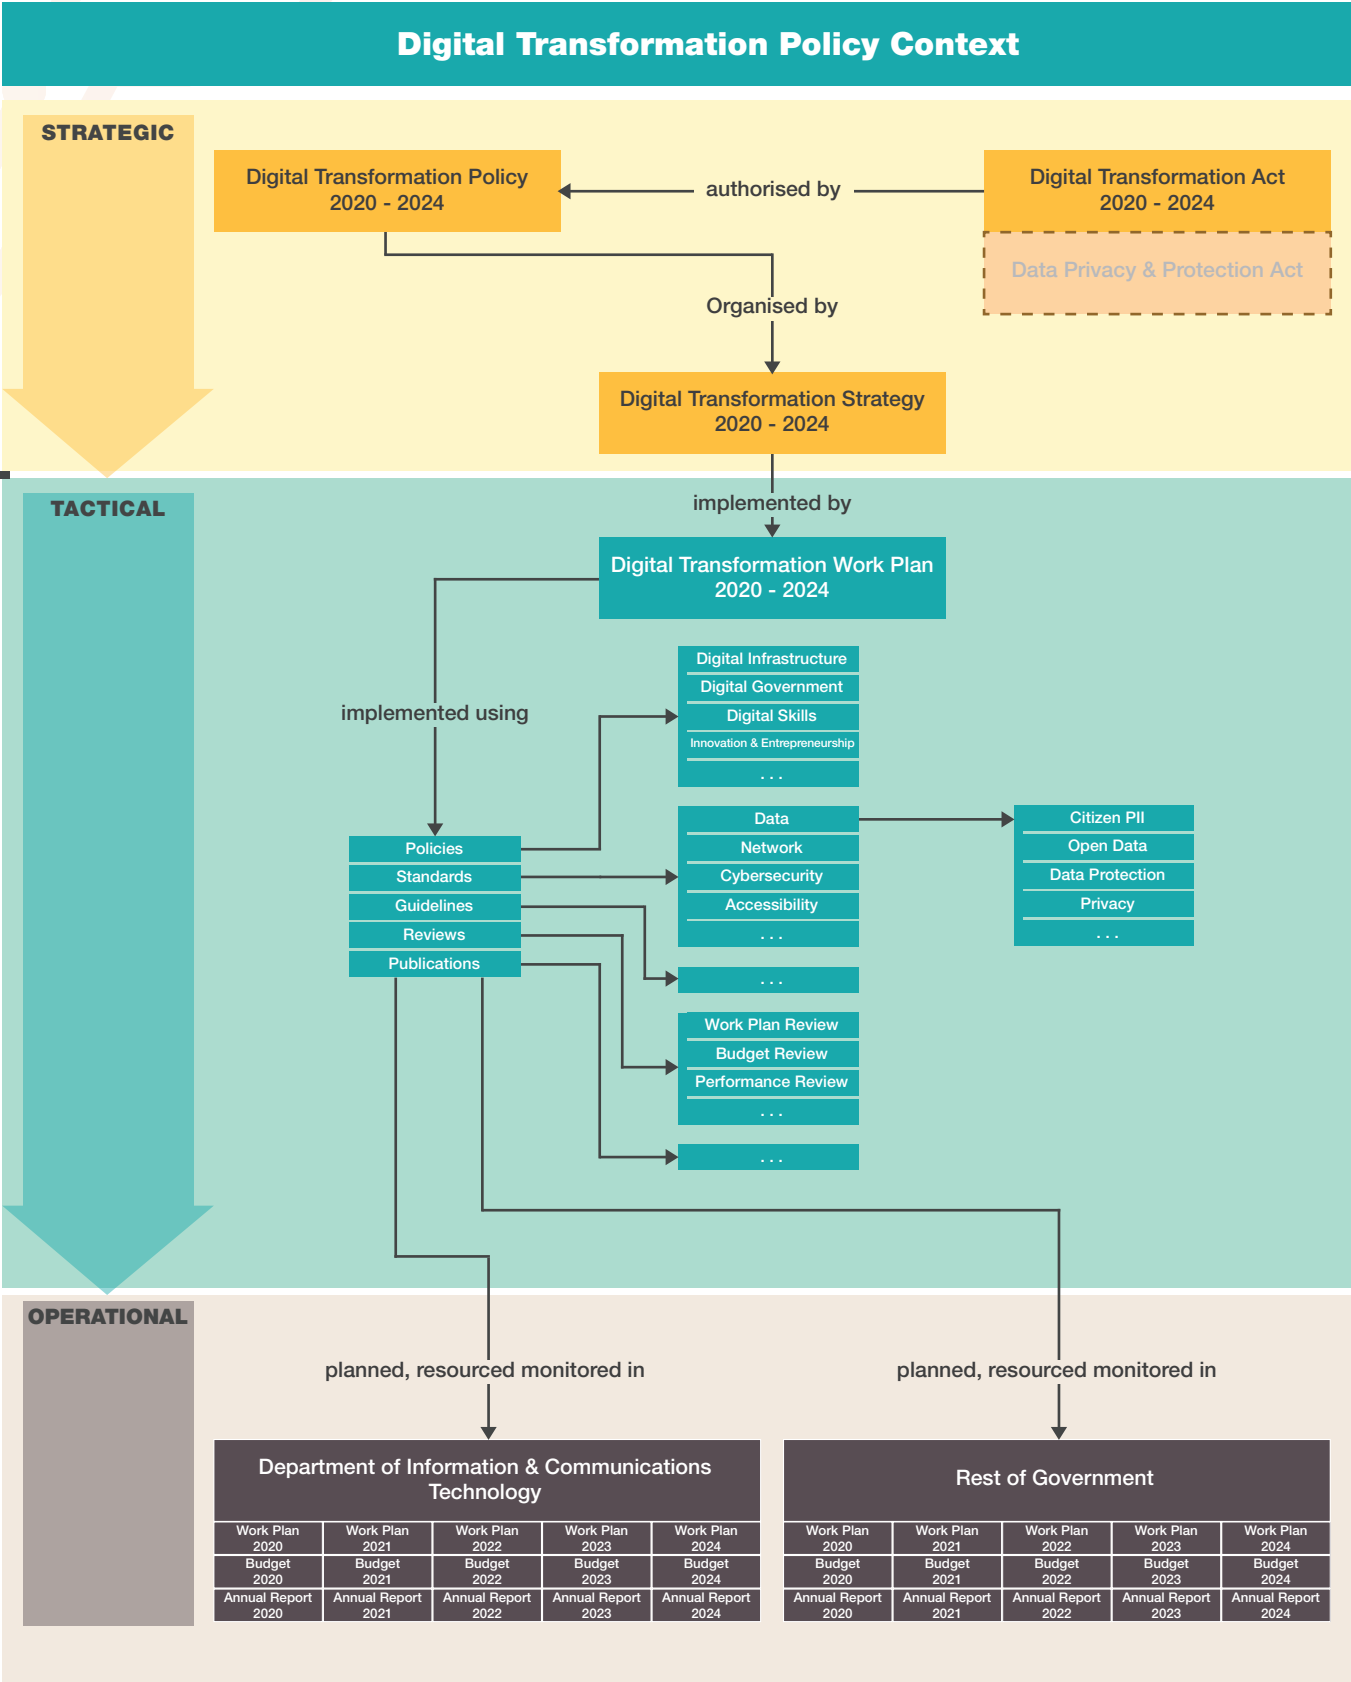 Digital Transformation Policy Context
STRATEGIC
Digital Transformation Policy
2020 - 2024
authorised by
Digital Transformation Act
2020 - 2024
Data Privacy & Protection Act
Organised by
Digital Transformation Strategy
2020 - 2024
TACTICAL
implemented by
Digital Transformation Work Plan
2020 - 2024
implemented using
Digital Infrastructure
Digital Government
Digital Skills
Innovation & Entrepreneurship
. . .
Policies
Standards
Guidelines
Reviews
Publications
Data
Network
Cybersecurity
Accessibility
. . .
Citizen PII
Open Data
Data Protection
Privacy
. . .
. . .
Work Plan Review
Budget Review
Performance Review
. . .
. . .
OPERATIONAL
planned, resourced monitored in
planned, resourced monitored in
Department of Information & Communications
Technology
Work Plan 2020
Work Plan 2021
Work Plan 2022
Work Plan 2023
Work Plan 2024
Budget 2020
Budget 2021
Budget 2022
Budget 2023
Budget 2024
Annual Report 2020
Annual Report 2021
Annual Report 2022
Annual Report 2023
Annual Report 2024
Rest of Government
Work Plan 2020
Work Plan 2021
Work Plan 2022
Work Plan 2023
Work Plan 2024
Budget 2020
Budget 2021
Budget 2022
Budget 2023
Budget 2024
Annual Report 2020
Annual Report 2021
Annual Report 2022
Annual Report 2023
Annual Report 2024